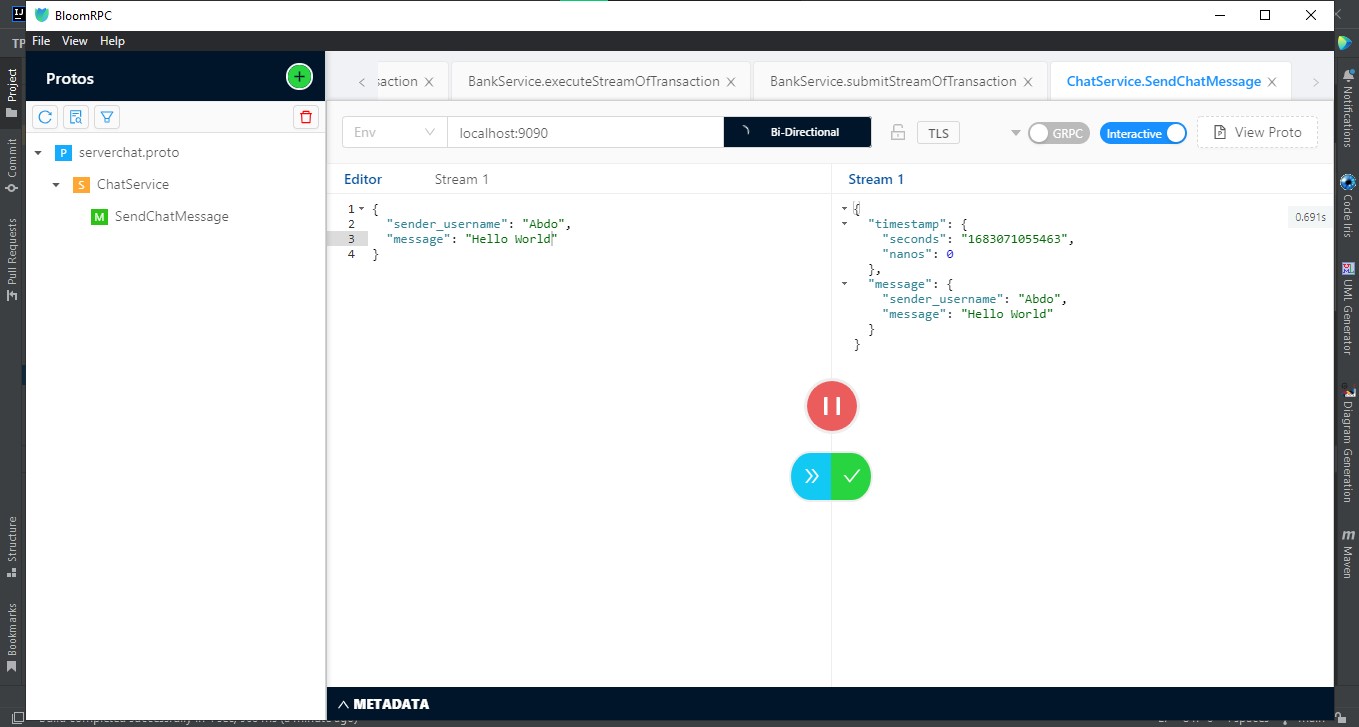 BloomRPC
File View Help
Protos
serverchat.proto
ChatService
SendChatMessage
saction
BankService.executeStreamOfTransaction
BankService.submitStreamOfTransaction
ChatService.SendChatMessage
Env
localhost:9090
Bi-Directional
TLS
GRPC
Interactive
View Proto
Editor
Stream 1
1 {
2 "sender_username": "Abdo",
3 "message": "Hello World"
4 }
Stream 1
0.691s
{
"timestamp": {
"seconds": "1683071055463",
"nanos": 0
},
"message": {
"sender_username": "Abdo",
"message": "Hello World"
}
}
METADATA
IJ
TP
Project
Commit
Pull Requests
Structure
Bookmarks
Notifications
Code Iris
UML Generator
Diagram Generation
Maven